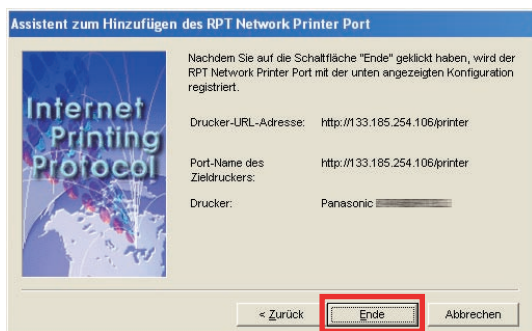 Assistent zum Hinzufügen des RPT Network Printer Port
Internet
Printing
Protocol
Nachdem Sie auf die Schaltfläche "Ende" geklickt haben, wird der
RPT Network Printer Port mit der unten angezeigten Konfiguration
registriert.
Drucker-URL-Adresse: http://133.185.254.106/printer
Port-Name des http://133.185.254.106/printer
Zieldruckers:
Drucker: Panasonic
< Zurück Ende Abbrechen